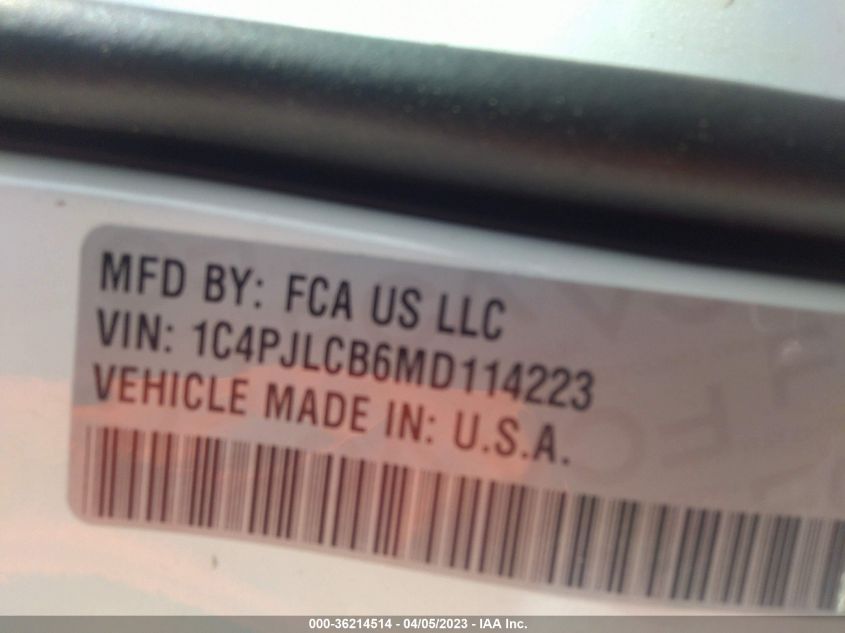 MFD BY: FCA US LLC
VIN: 1C4PJLCB6MD114223
VEHICLE MADE IN: U.S.A.
000-36214514 - 04/05/2023 - IAA Inc.